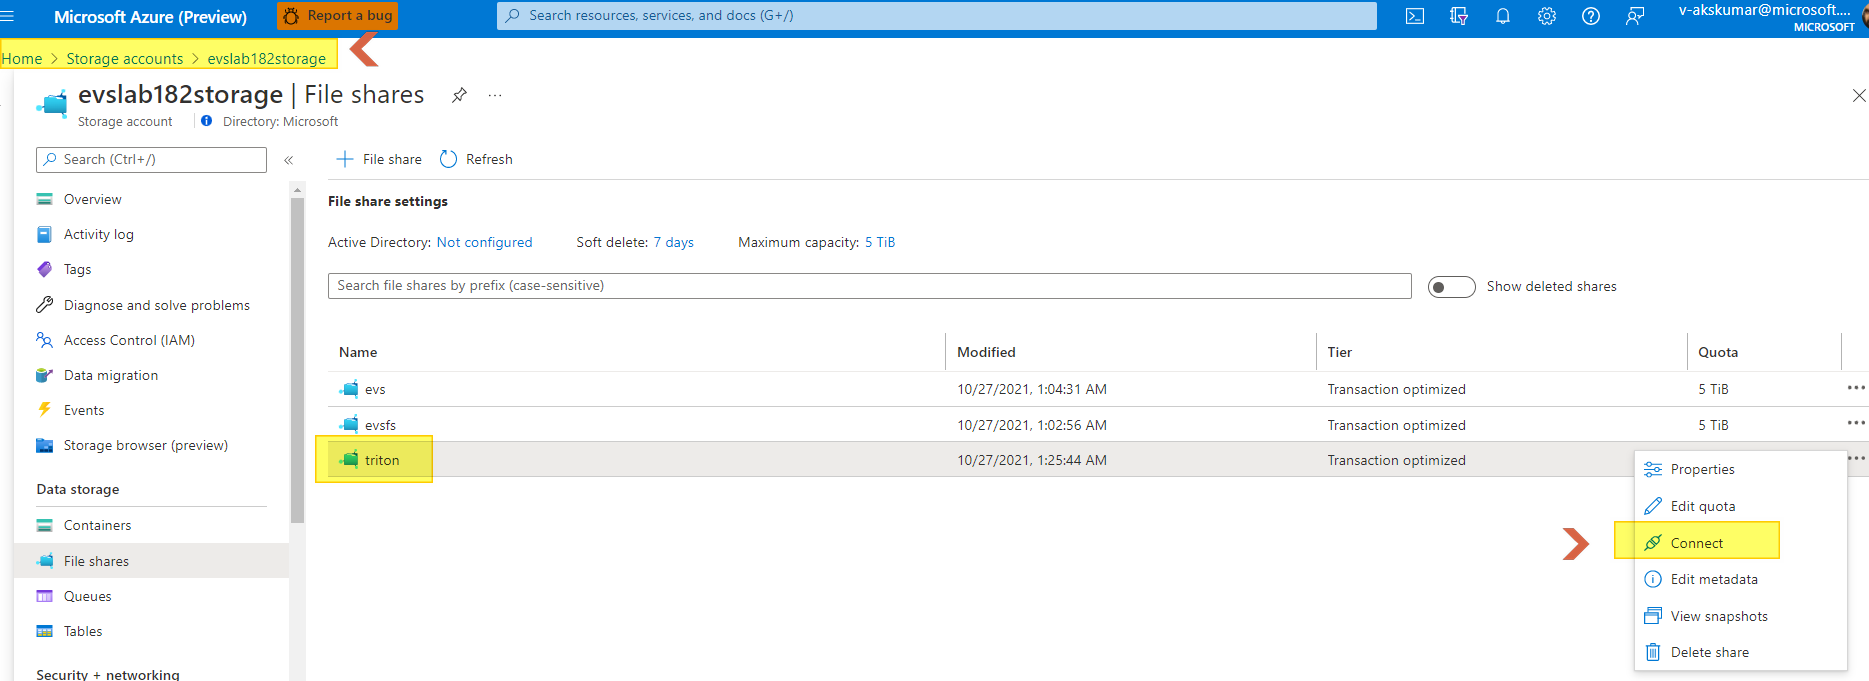 Microsoft Azure (Preview)
Report a bug
Search resources, services, and docs (G+/)
v-akskumar@microsoft....
MICROSOFT
Home > Storage accounts > evslab182storage
evslab182storage | File shares
...
Storage account
Directory: Microsoft
Search (Ctrl+/)
«
+ File share
Refresh
Overview
Activity log
Tags
Diagnose and solve problems
Access Control (IAM)
Data migration
Events
Storage browser (preview)
Data storage
Containers
File shares
Queues
Tables
Security + networking
File share settings
Active Directory: Not configured
Soft delete: 7 days
Maximum capacity: 5 TiB
Search file shares by prefix (case-sensitive)
Show deleted shares
Name Modified Tier Quota
evs 10/27/2021, 1:04:31 AM Transaction optimized 5 TiB
evsfs 10/27/2021, 1:02:56 AM Transaction optimized 5 TiB
triton 10/27/2021, 1:25:44 AM Transaction optimized
Properties
Edit quota
Connect
Edit metadata
View snapshots
Delete share